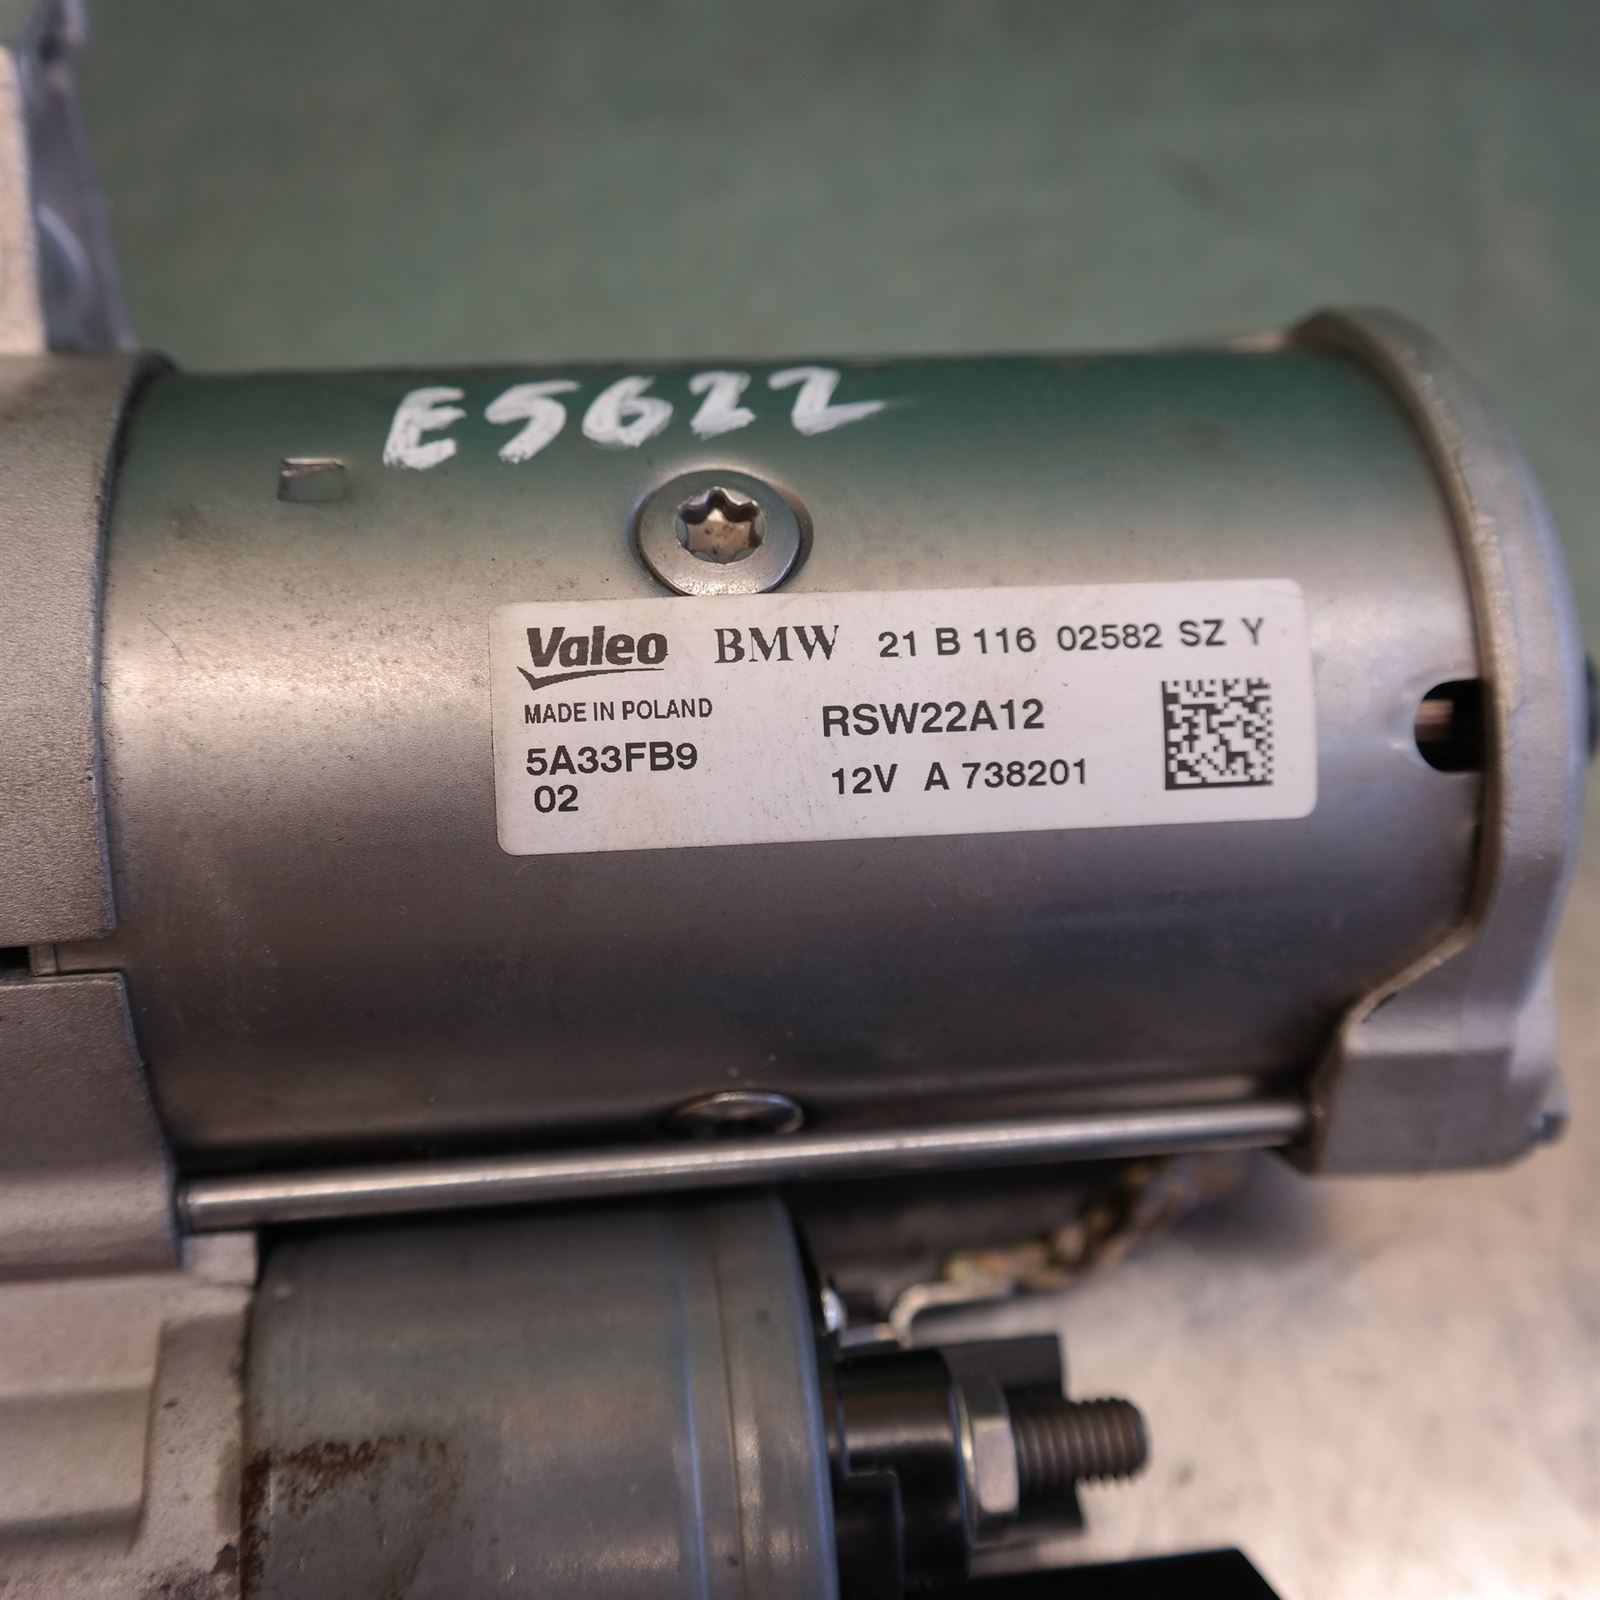 E5622
Valeo BMW 21 B 116 02582 SZ Y
MADE IN POLAND RSW22A12
5A33FB9 12V A 738201
02